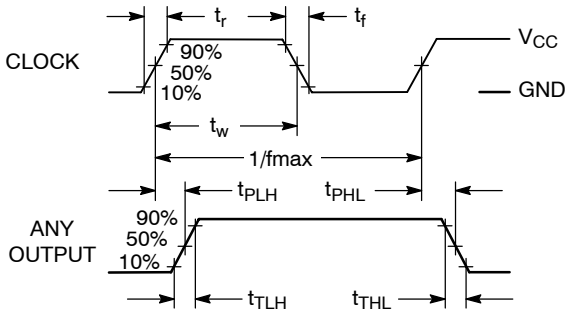 tr
tf
VCC
CLOCK
90%
50%
10%
GND
tw
1/fmax
tPLH
tPHL
ANY
OUTPUT
90%
50%
10%
tTLH
tTHL